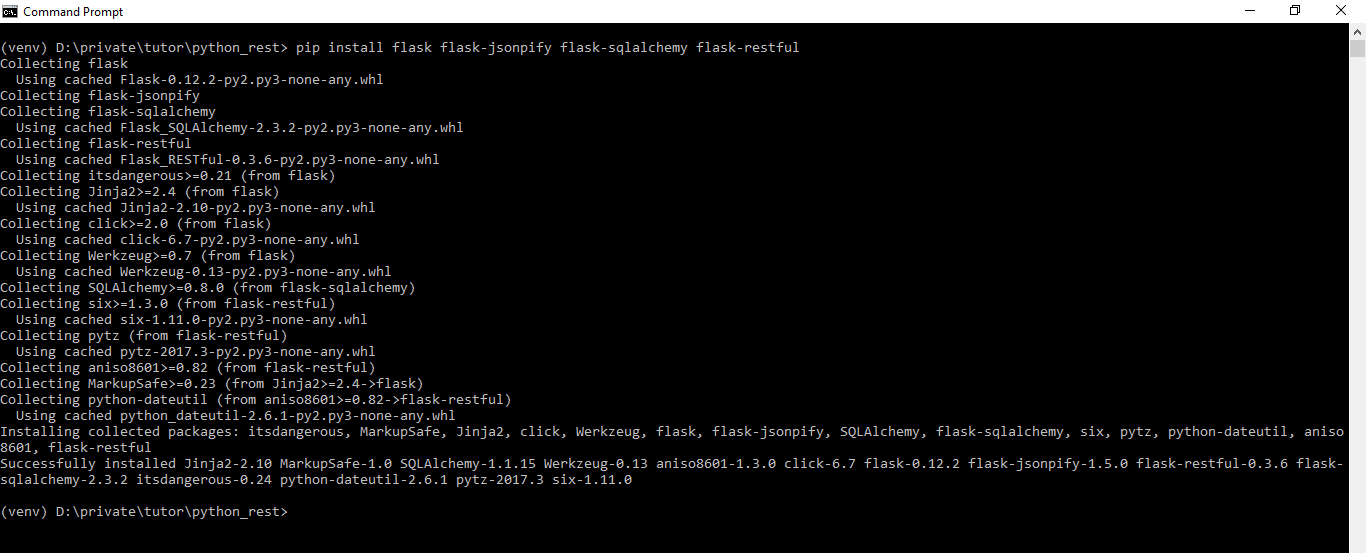 Command Prompt
(venv) D:\private\tutor\python_rest> pip install flask flask-jsonpify flask-sqlalchemy flask-restful
Collecting flask
  Using cached Flask-0.12.2-py2.py3-none-any.whl
Collecting flask-jsonpify
Collecting flask-sqlalchemy
  Using cached Flask_SQLAlchemy-2.3.2-py2.py3-none-any.whl
Collecting flask-restful
  Using cached Flask_RESTful-0.3.6-py2.py3-none-any.whl
Collecting itsdangerous>=0.21 (from flask)
Collecting Jinja2>=2.4 (from flask)
  Using cached Jinja2-2.10-py2.py3-none-any.whl
Collecting click>=2.0 (from flask)
  Using cached click-6.7-py2.py3-none-any.whl
Collecting Werkzeug>=0.7 (from flask)
  Using cached Werkzeug-0.13-py2.py3-none-any.whl
Collecting SQLAlchemy>=0.8.0 (from flask-sqlalchemy)
Collecting six>=1.3.0 (from flask-restful)
  Using cached six-1.11.0-py2.py3-none-any.whl
Collecting pytz (from flask-restful)
  Using cached pytz-2017.3-py2.py3-none-any.whl
Collecting aniso8601>=0.82 (from flask-restful)
Collecting MarkupSafe>=0.23 (from Jinja2>=2.4->flask)
Collecting python-dateutil (from aniso8601>=0.82->flask-restful)
  Using cached python_dateutil-2.6.1-py2.py3-none-any.whl
Installing collected packages: itsdangerous, MarkupSafe, Jinja2, click, Werkzeug, flask, flask-jsonpify, SQLAlchemy, flask-sqlalchemy, six, pytz, python-dateutil, aniso
8601, flask-restful
Successfully installed Jinja2-2.10 MarkupSafe-1.0 SQLAlchemy-1.1.15 Werkzeug-0.13 aniso8601-1.3.0 click-6.7 flask-0.12.2 flask-jsonpify-1.5.0 flask-restful-0.3.6 flask-
sqlalchemy-2.3.2 itsdangerous-0.24 python-dateutil-2.6.1 pytz-2017.3 six-1.11.0
(venv) D:\private\tutor\python_rest>